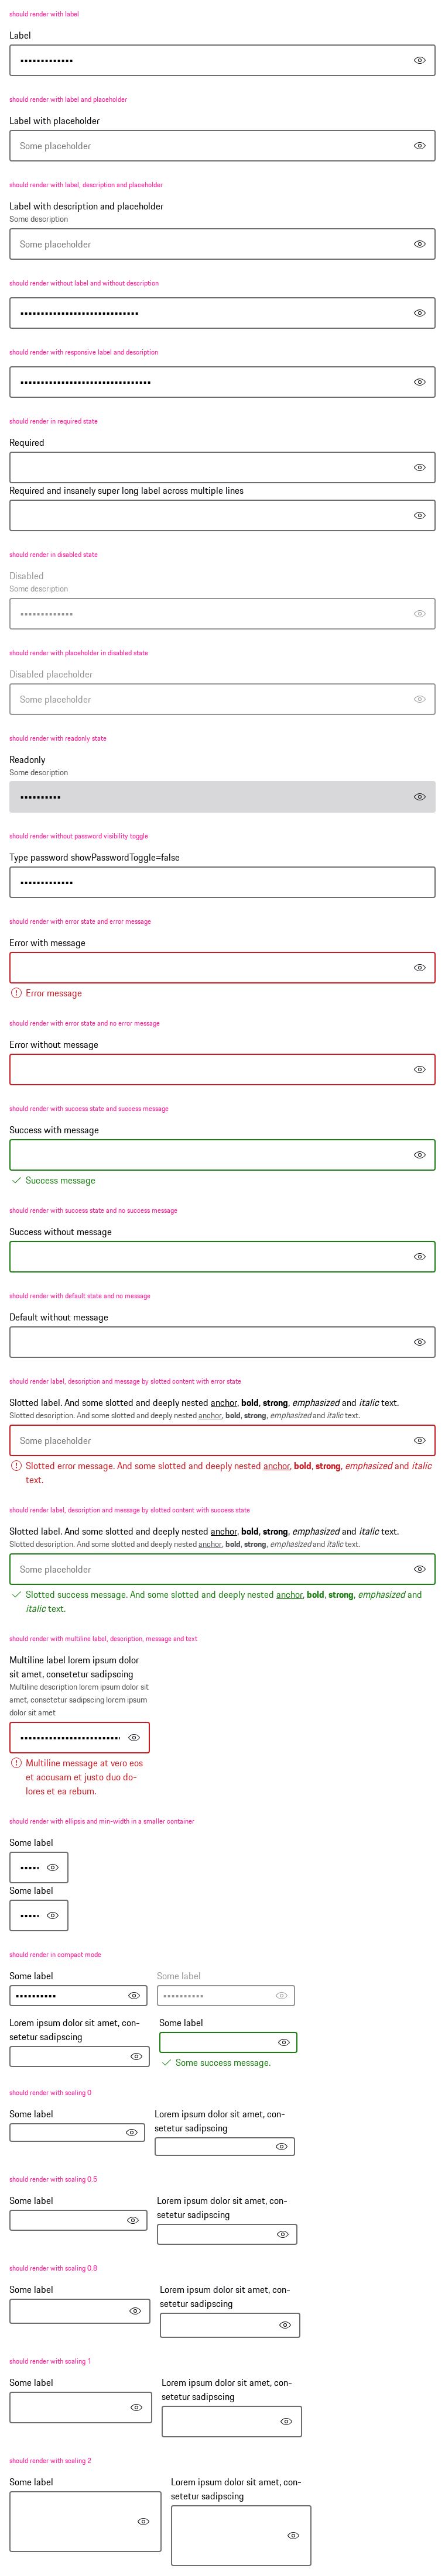 should render with label
Label
•••••••••••••
should render with label and placeholder
Label with placeholder
Some placeholder
should render with label, description and placeholder
Label with description and placeholder
Some description
Some placeholder
should render without label and without description
•••••••••••••••••••••••••••••
should render with responsive label and description
••••••••••••••••••••••••••••••••
should render in required state
Required
Required and insanely super long label across multiple lines
should render in disabled state
Disabled
Some description
•••••••••••••
should render with placeholder in disabled state
Disabled placeholder
Some placeholder
should render with readonly state
Readonly
Some description
••••••••••
should render without password visibility toggle
Type password showPasswordToggle=false
•••••••••••••
should render with error state and error message
Error with message
Error message
should render with error state and no error message
Error without message
should render with success state and success message
Success with message
Success message
should render with success state and no success message
Success without message
should render with default state and no message
Default without message
should render label, description and message by slotted content with error state
Slotted label. And some slotted and deeply nested anchor, bold, strong, emphasized and italic text.
Slotted description. And some slotted and deeply nested anchor, bold, strong, emphasized and italic text.
Some placeholder
Slotted error message. And some slotted and deeply nested anchor, bold, strong, emphasized and italic
text.
should render label, description and message by slotted content with success state
Slotted label. And some slotted and deeply nested anchor, bold, strong, emphasized and italic text.
Slotted description. And some slotted and deeply nested anchor, bold, strong, emphasized and italic text.
Some placeholder
Slotted success message. And some slotted and deeply nested anchor, bold, strong, emphasized and
italic text.
should render with multiline label, description, message and text
Multiline label lorem ipsum dolor
sit amet, consetetur sadipscing
Multiline description lorem ipsum dolor sit
amet, consetetur sadipscing lorem ipsum
dolor sit amet
•••••••••••••••••••••••••
Multiline message at vero eos
et accusam et justo duo do-
lores et ea rebum.
should render with ellipsis and min-width in a smaller container
Some label
•••••
Some label
•••••
should render in compact mode
Some label
Some label
••••••••••
••••••••••
Lorem ipsum dolor sit amet, con-
setetur sadipscing
Some label
Some success message.
should render with scaling 0
Some label
Lorem ipsum dolor sit amet, con-
setetur sadipscing
should render with scaling 0.5
Some label
Lorem ipsum dolor sit amet, con-
setetur sadipscing
should render with scaling 0.8
Some label
Lorem ipsum dolor sit amet, con-
setetur sadipscing
should render with scaling 1
Some label
Lorem ipsum dolor sit amet, con-
setetur sadipscing
should render with scaling 2
Some label
Lorem ipsum dolor sit amet, con-
setetur sadipscing